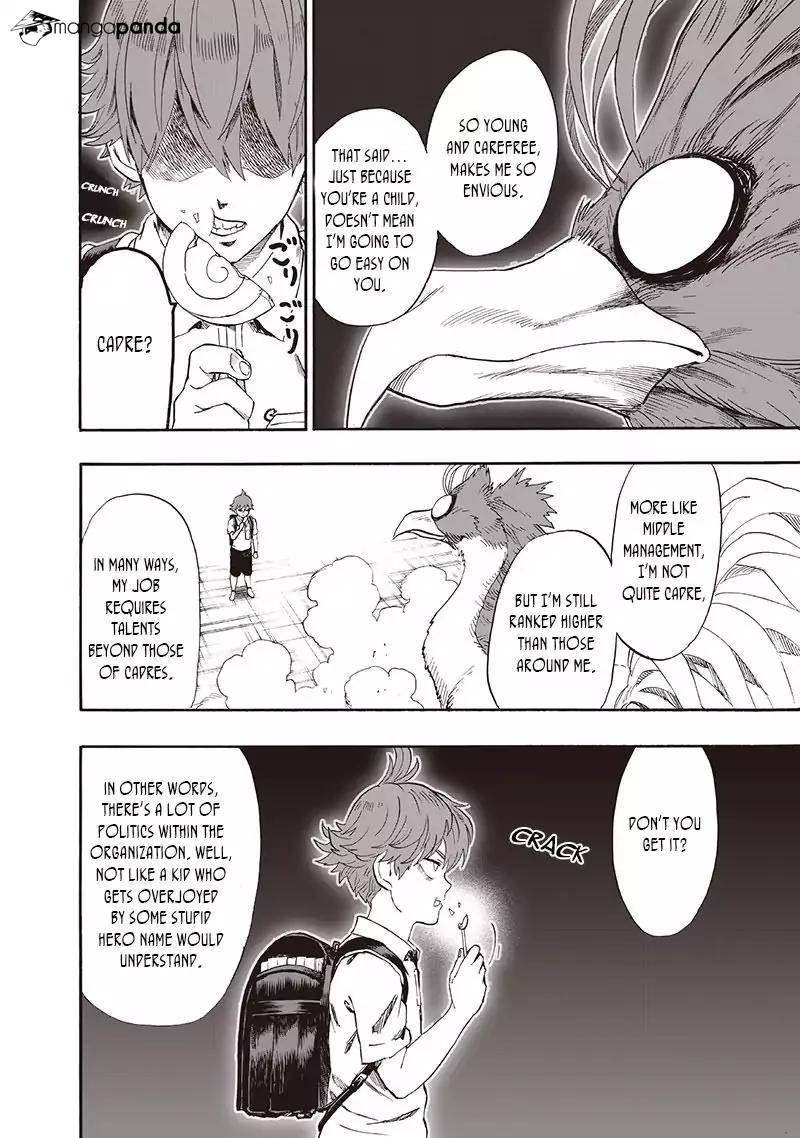 mangapanda
SO YOUNG
AND CAREFREE,
MAKES ME SO
ENVIOUS.
THAT SAID...
JUST BECAUSE
YOU'RE A CHILD,
DOESN'T MEAN
I'M GOING TO
GO EASY ON
YOU.
CRUNCH
CRUNCH
ごりごり
CADRE?
MORE LIKE
MIDDLE
MANAGEMENT,
I'M NOT
QUITE CADRE,
BUT I'M STILL
RANKED HIGHER
THAN THOSE
AROUND ME.
IN MANY WAYS,
MY JOB
REQUIRES
TALENTS
BEYOND THOSE
OF CADRES.
DON'T YOU
GET IT?
CRACK
IN OTHER WORDS,
THERE'S A LOT OF
POLITICS WITHIN THE
ORGANIZATION. WELL,
NOT LIKE A KID WHO
GETS OVERJOYED
BY SOME STUPID
HERO NAME WOULD
UNDERSTAND.